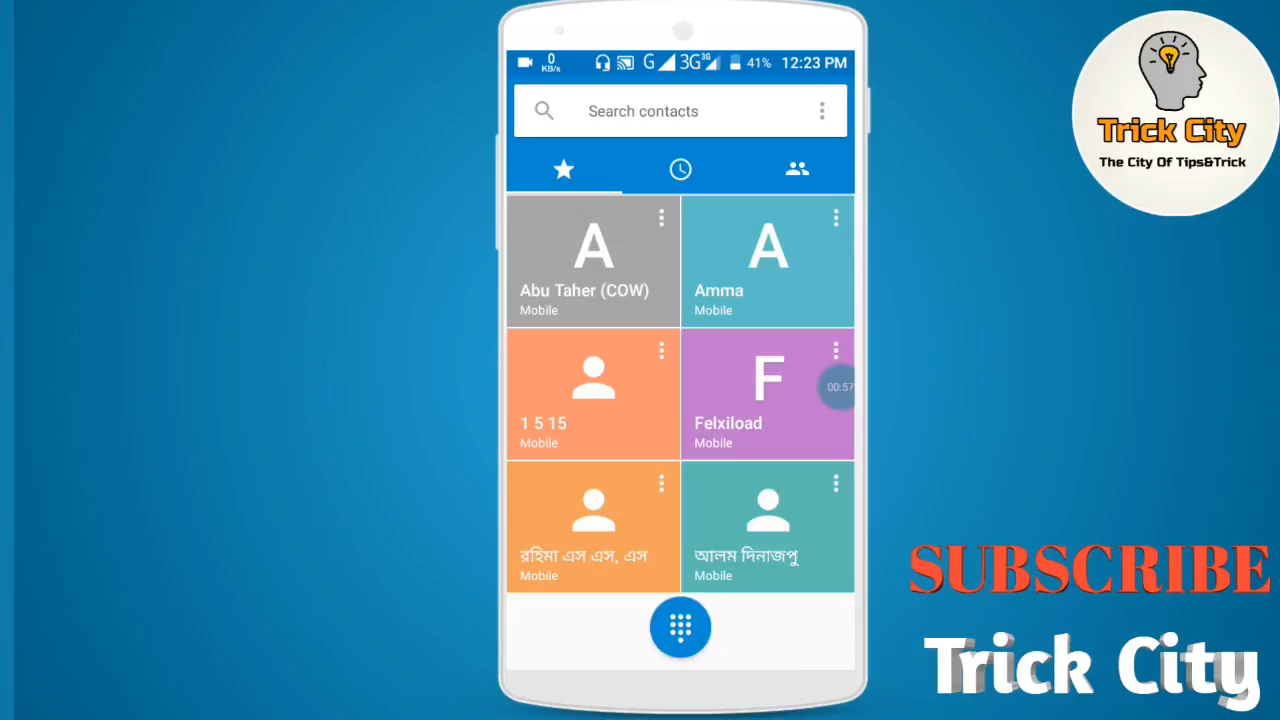 0
KB/s
G 3G 3G 41% 12:23 PM
Search contacts
A
Abu Taher (COW)
Mobile
A
Amma
Mobile
1 5 15
Mobile
F
Felxiload
Mobile
00:57
রহিমা এস এস, এস
Mobile
আলম দিনাজপু
Mobile
Trick City
The City Of Tips&Trick
SUBSCRIBE
Trick City